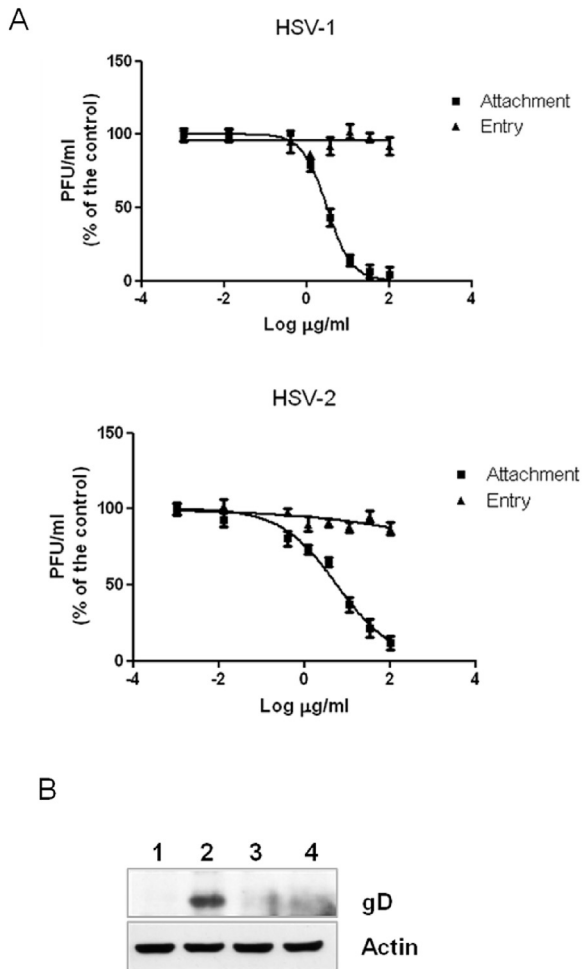 A
HSV-1
150
100
50
0
-4
-2
0
2
4
PFU/ml
(% of the control)
Log µg/ml
Attachment
Entry
HSV-2
150
100
50
0
-4
-2
0
2
4
PFU/ml
(% of the control)
Log µg/ml
Attachment
Entry
B
1 2 3 4
gD
Actin